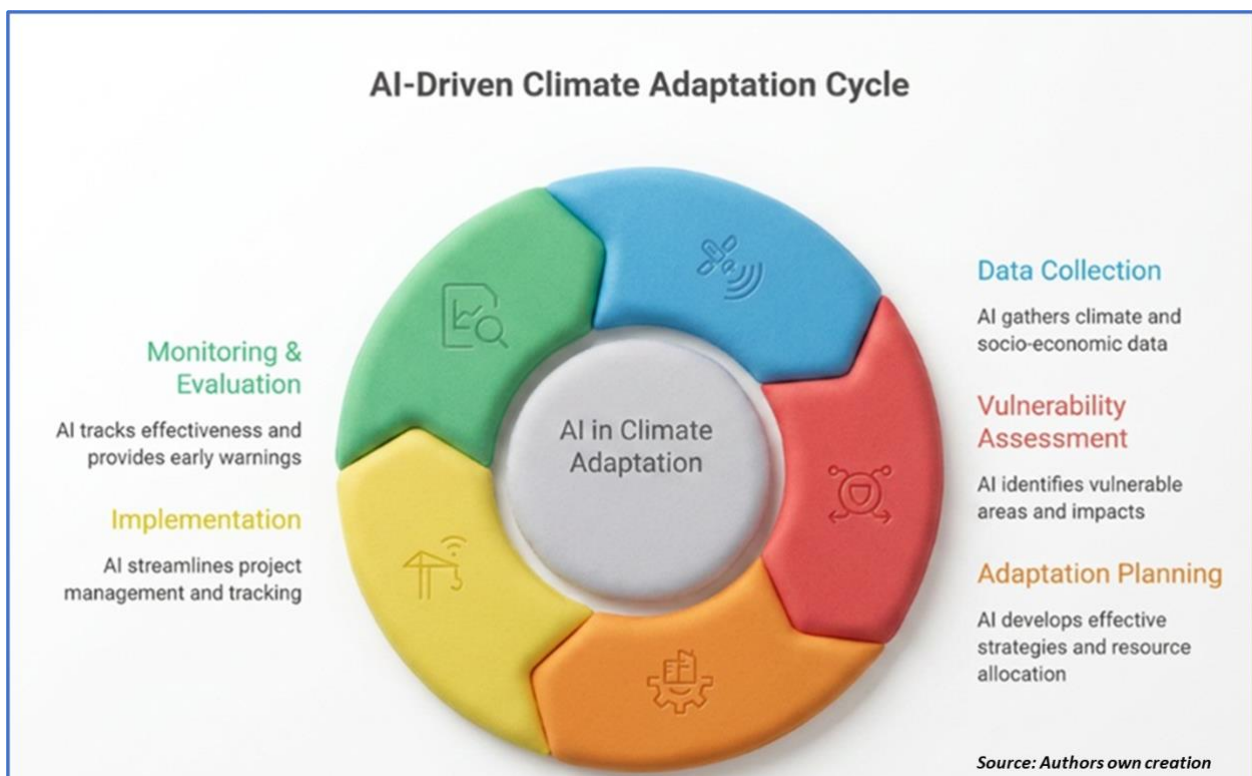 AI-Driven Climate Adaptation Cycle
Data Collection
AI gathers climate and
socio-economic data
Vulnerability
Assessment
AI identifies vulnerable
areas and impacts
Adaptation Planning
AI develops effective
strategies and resource
allocation
Implementation
AI streamlines project
management and tracking
Monitoring &
Evaluation
AI tracks effectiveness and
provides early warnings
AI in Climate
Adaptation
Source: Authors own creation